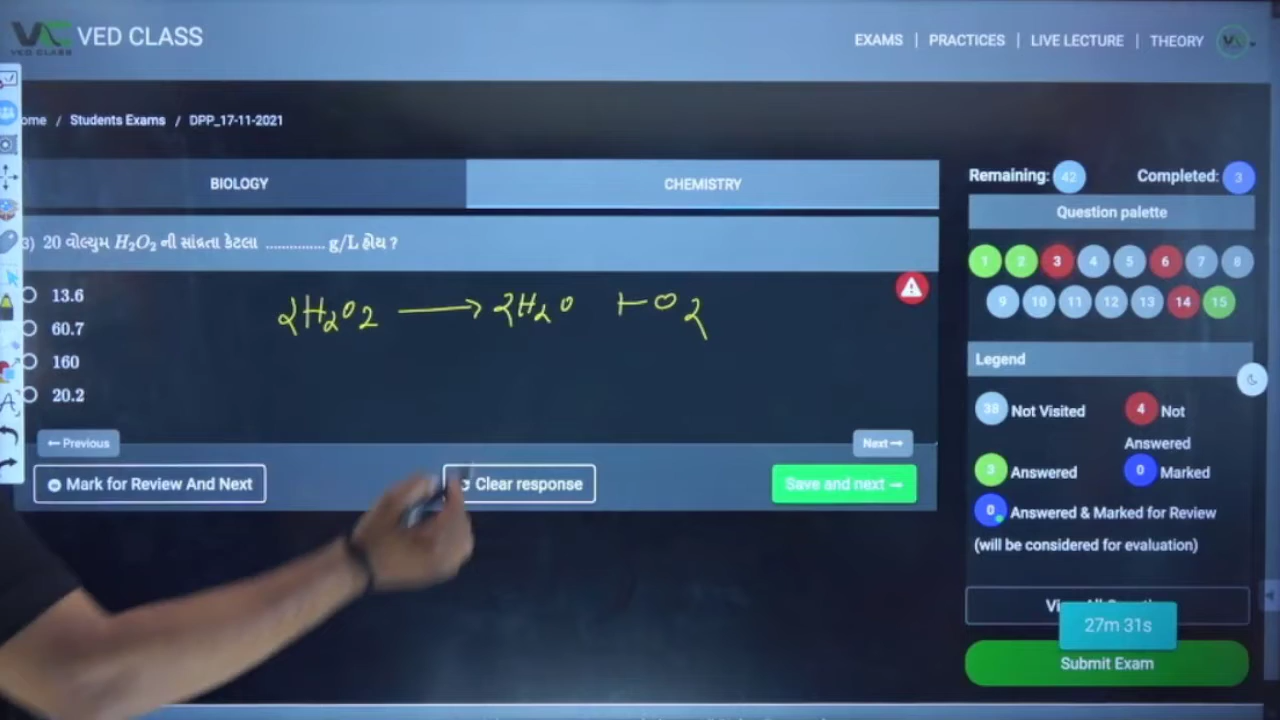 VED CLASS
VED CLASS
EXAMS | PRACTICES | LIVE LECTURE | THEORY
ome / Students Exams / DPP_17-11-2021
BIOLOGY
CHEMISTRY
3) 20 વોલ્યુમ H₂O₂ ની સાંદ્રતા કેટલા .............. g/L હોય ?
13.6
60.7
160
20.2
2H₂O₂ ⟶ 2H₂O + O₂
← Previous
Next →
Mark for Review And Next
Clear response
Save and next →
Remaining: 42
Completed: 3
Question palette
1 2 3 4 5 6 7 8
9 10 11 12 13 14 15
Legend
38 Not Visited
4 Not Answered
3 Answered
0 Marked
0 Answered & Marked for Review
(will be considered for evaluation)
27m 31s
Submit Exam